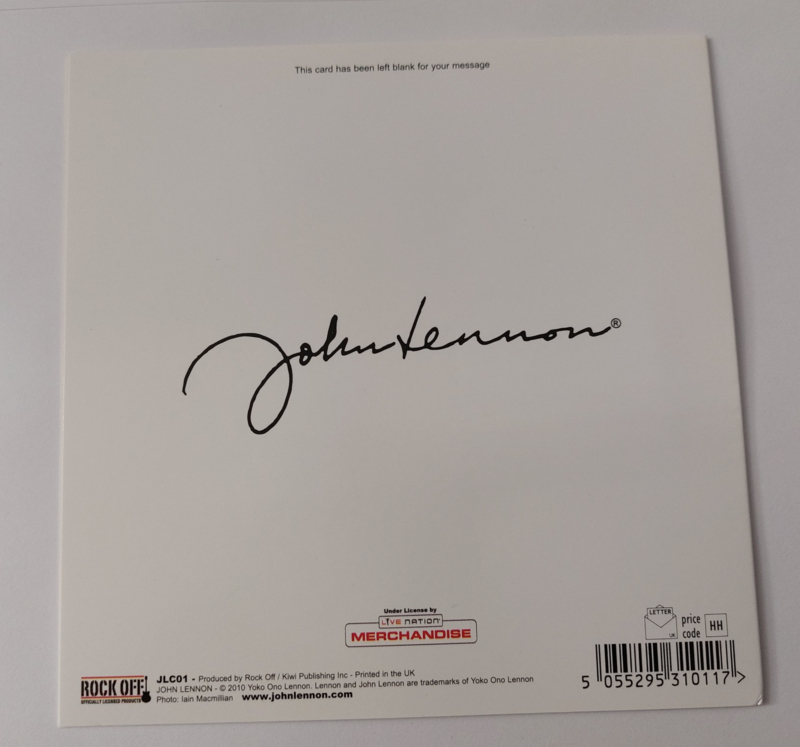 This card has been left blank for your message
John Lennon®
Under License by
LIVE NATION
MERCHANDISE
LETTER
UK
price
code
HH
ROCK OFF!
OFFICIALLY LICENSED PRODUCTS
JLC01 - Produced by Rock Off / Kiwi Publishing Inc - Printed in the UK
JOHN LENNON - © 2010 Yoko Ono Lennon. Lennon and John Lennon are trademarks of Yoko Ono Lennon
Photo: Iain Macmillian www.johnlennon.com
5 055295 310117 >